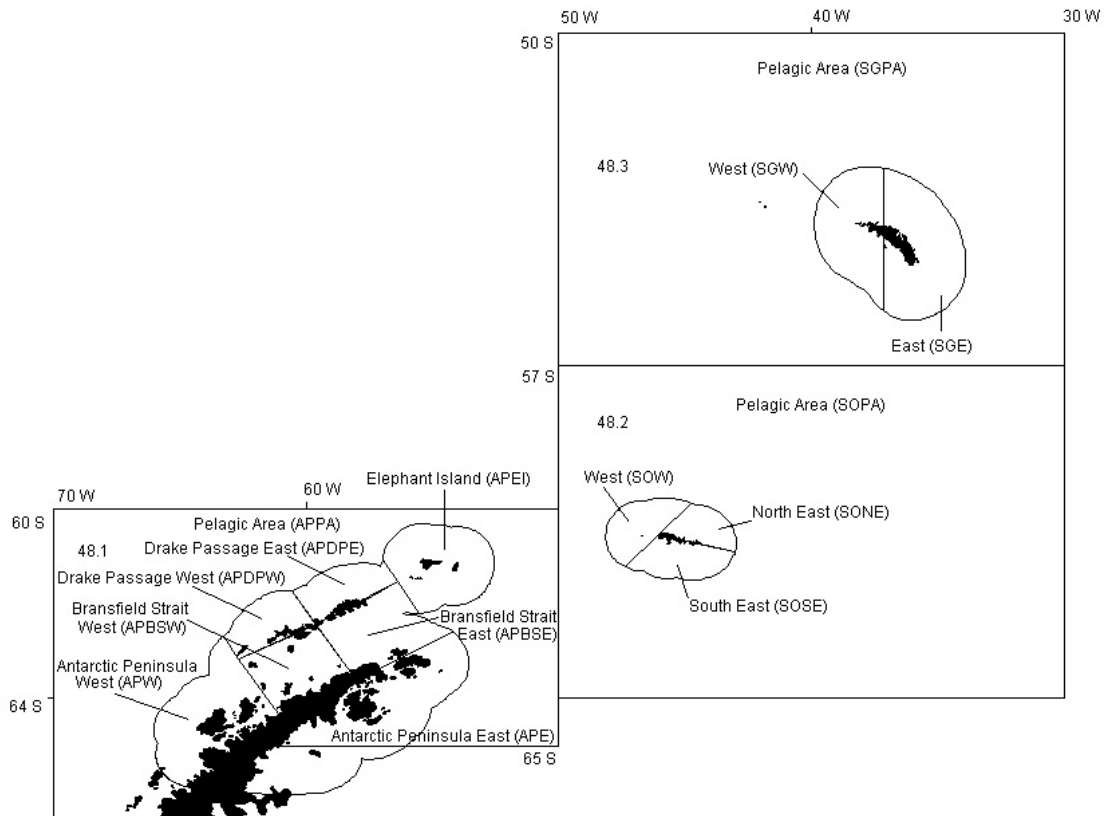 50 W
40 W
30 W
50 S
Pelagic Area (SGPA)
48.3
West (SGW)
East (SGE)
57 S
Pelagic Area (SOPA)
48.2
West (SOW)
North East (SONE)
South East (SOSE)
Elephant Island (APEI)
70 W
60 W
60 S
Pelagic Area (APPA)
48.1
Drake Passage East (APDPE)
Drake Passage West (APDPW)
Bransfield Strait
West (APBSW)
Bransfield Strait
East (APBSE)
Antarctic Peninsula
West (APW)
64 S
Antarctic Peninsula East (APE)
65 S